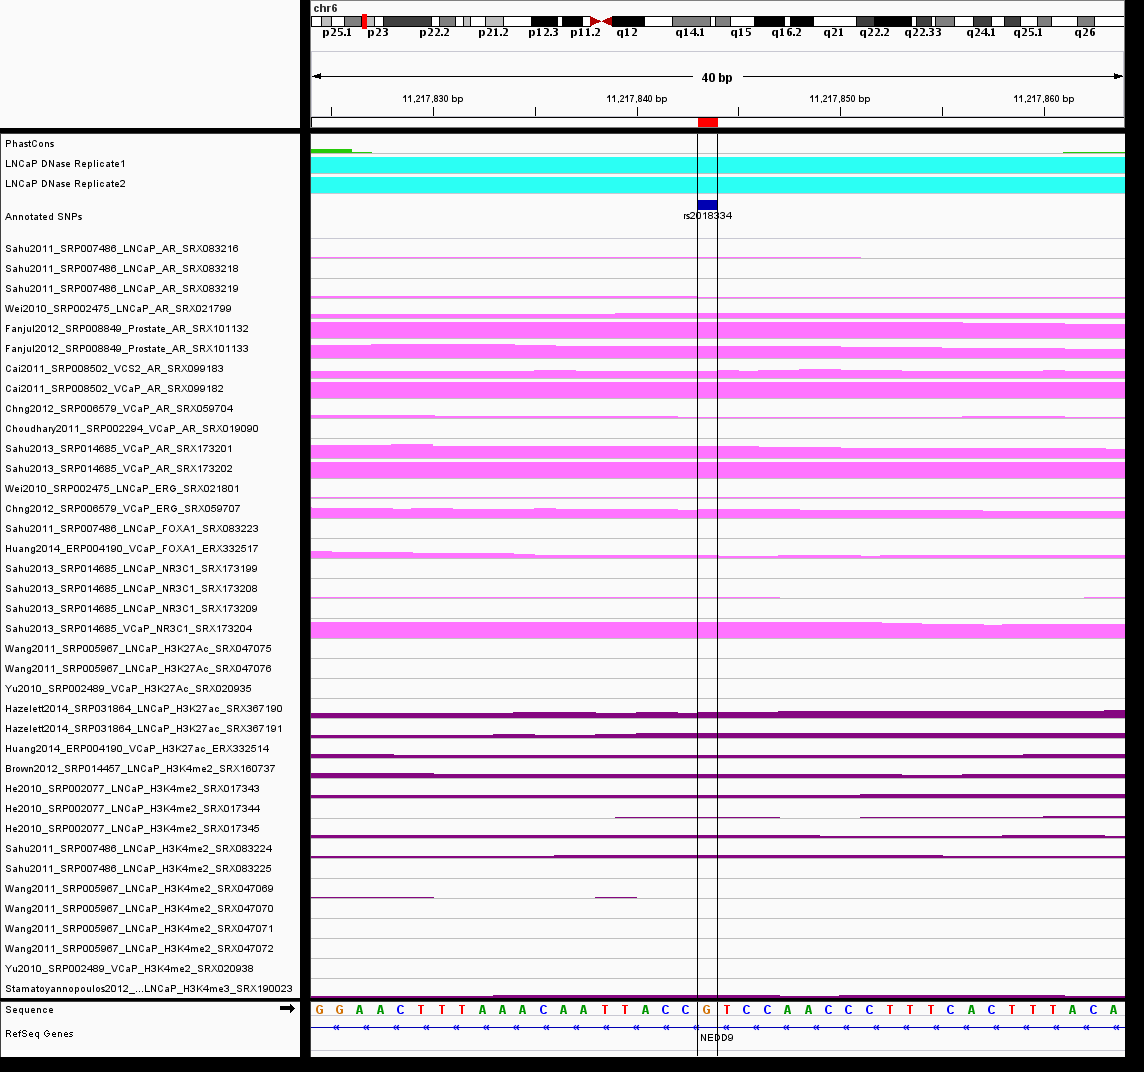 chr6
p25.1 p23 p22.2 p21.2 p12.3 p11.2 q12 q14.1 q15 q16.2 q21 q22.2 q22.33 q24.1 q25.1 q26
40 bp
11,217,830 bp 11,217,840 bp 11,217,850 bp 11,217,860 bp
PhastCons
LNCaP DNase Replicate1
LNCaP DNase Replicate2
Annotated SNPs
rs2018334
Sahu2011_SRP007486_LNCaP_AR_SRX083216
Sahu2011_SRP007486_LNCaP_AR_SRX083218
Sahu2011_SRP007486_LNCaP_AR_SRX083219
Wei2010_SRP002475_LNCaP_AR_SRX021799
Fanjul2012_SRP008849_Prostate_AR_SRX101132
Fanjul2012_SRP008849_Prostate_AR_SRX101133
Cai2011_SRP008502_VCS2_AR_SRX099183
Cai2011_SRP008502_VCaP_AR_SRX099182
Chng2012_SRP006579_VCaP_AR_SRX059704
Choudhary2011_SRP002294_VCaP_AR_SRX019090
Sahu2013_SRP014685_VCaP_AR_SRX173201
Sahu2013_SRP014685_VCaP_AR_SRX173202
Wei2010_SRP002475_LNCaP_ERG_SRX021801
Chng2012_SRP006579_VCaP_ERG_SRX059707
Sahu2011_SRP007486_LNCaP_FOXA1_SRX083223
Huang2014_ERP004190_VCaP_FOXA1_ERX332517
Sahu2013_SRP014685_LNCaP_NR3C1_SRX173199
Sahu2013_SRP014685_LNCaP_NR3C1_SRX173208
Sahu2013_SRP014685_LNCaP_NR3C1_SRX173209
Sahu2013_SRP014685_VCaP_NR3C1_SRX173204
Wang2011_SRP005967_LNCaP_H3K27Ac_SRX047075
Wang2011_SRP005967_LNCaP_H3K27Ac_SRX047076
Yu2010_SRP002489_VCaP_H3K27Ac_SRX020935
Hazelett2014_SRP031864_LNCaP_H3K27ac_SRX367190
Hazelett2014_SRP031864_LNCaP_H3K27ac_SRX367191
Huang2014_ERP004190_VCaP_H3K27ac_ERX332514
Brown2012_SRP014457_LNCaP_H3K4me2_SRX160737
He2010_SRP002077_LNCaP_H3K4me2_SRX017343
He2010_SRP002077_LNCaP_H3K4me2_SRX017344
He2010_SRP002077_LNCaP_H3K4me2_SRX017345
Sahu2011_SRP007486_LNCaP_H3K4me2_SRX083224
Sahu2011_SRP007486_LNCaP_H3K4me2_SRX083225
Wang2011_SRP005967_LNCaP_H3K4me2_SRX047069
Wang2011_SRP005967_LNCaP_H3K4me2_SRX047070
Wang2011_SRP005967_LNCaP_H3K4me2_SRX047071
Wang2011_SRP005967_LNCaP_H3K4me2_SRX047072
Yu2010_SRP002489_VCaP_H3K4me2_SRX020938
Stamatoyannopoulos2012_...LNCaP_H3K4me3_SRX190023
Sequence G G A A C T T T A A A C A A T T A C C G T C C A A C C C T T T C A C T T T A C A
RefSeq Genes
NEDD9